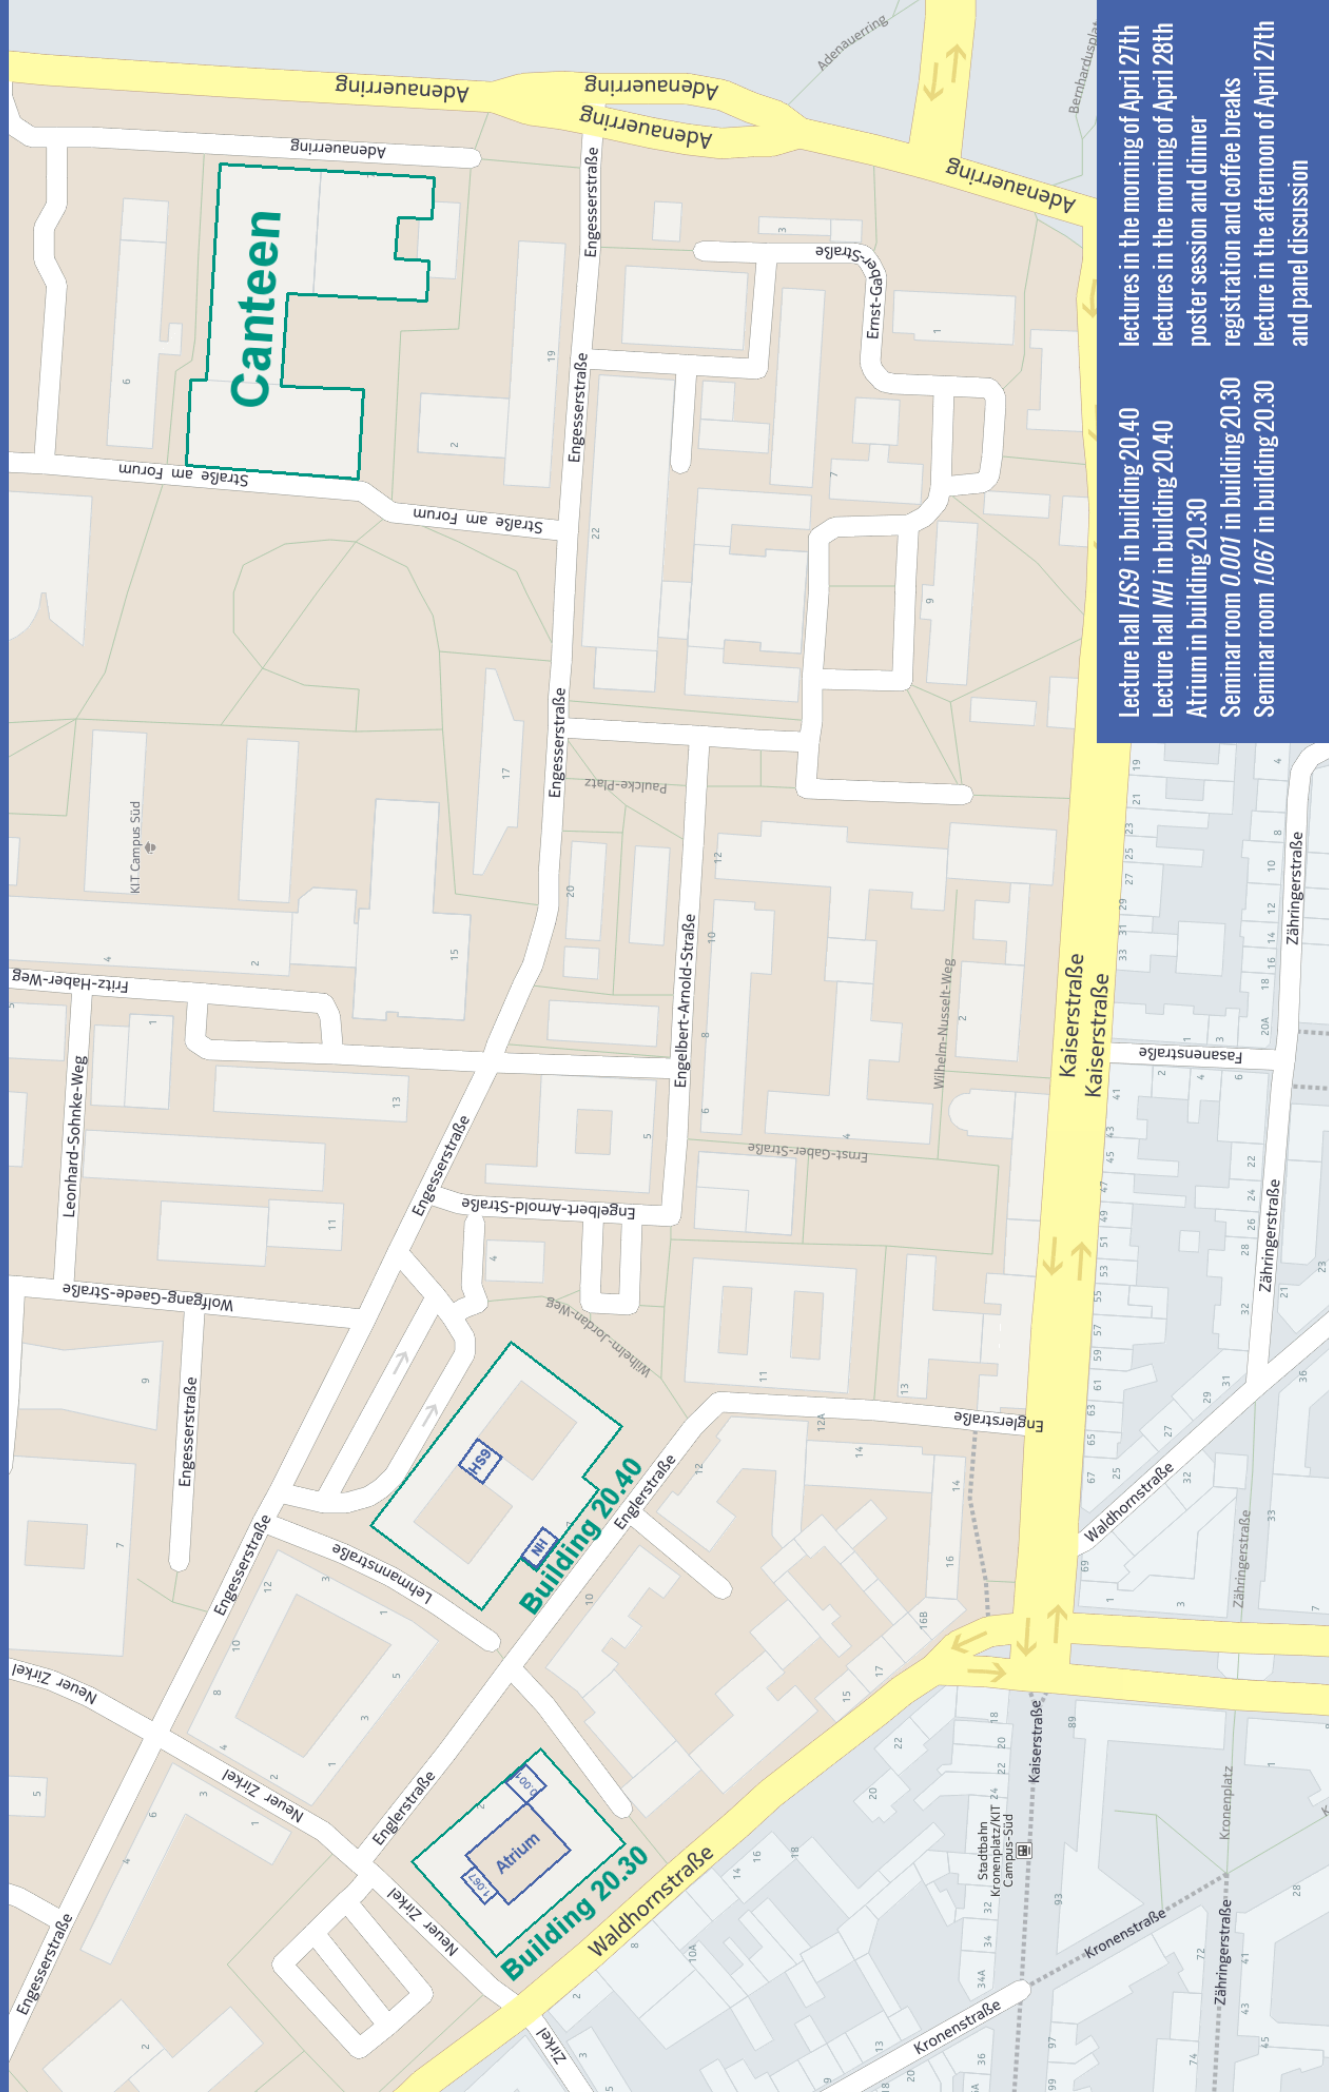 Lecture hall HS9 in building 20.40 lectures in the morning of April 27th
Lecture hall NH in building 20.40 lectures in the morning of April 28th
Atrium in building 20.30 poster session and dinner
Seminar room 0.001 in building 20.30 registration and coffee breaks
Seminar room 1.067 in building 20.30 lecture in the afternoon of April 27th
and panel discussion
Canteen
Building 20.40
HS9
NH
Building 20.30
Atrium
0.001
1.067
Adenauerring
Adenauerring
Adenauerring
Adenauerring
Adenauerring
Adenauerring
Straße am Forum
Straße am Forum
Engesserstraße
Engesserstraße
Engesserstraße
Engesserstraße
Engesserstraße
Engesserstraße
Engesserstraße
Ernst-Gaber-Straße
Ernst-Gaber-Straße
Paulcke-Platz
KIT Campus Süd
Fritz-Haber-Weg
Leonhard-Sohnke-Weg
Wolfgang-Gaede-Straße
Engelbert-Arnold-Straße
Engelbert-Arnold-Straße
Wilhelm-Nusselt-Weg
Wilhelm-Jordan-Weg
Lehmannstraße
Englerstraße
Englerstraße
Englerstraße
Neuer Zirkel
Neuer Zirkel
Neuer Zirkel
Zirkel
Waldhornstraße
Waldhornstraße
Kaiserstraße
Kaiserstraße
Kaiserstraße
Fasanenstraße
Zähringerstraße
Zähringerstraße
Zähringerstraße
Zähringerstraße
Kronenstraße
Kronenstraße
Kronenplatz
Stadtbahn
Kronenplatz/KIT
Campus-Süd